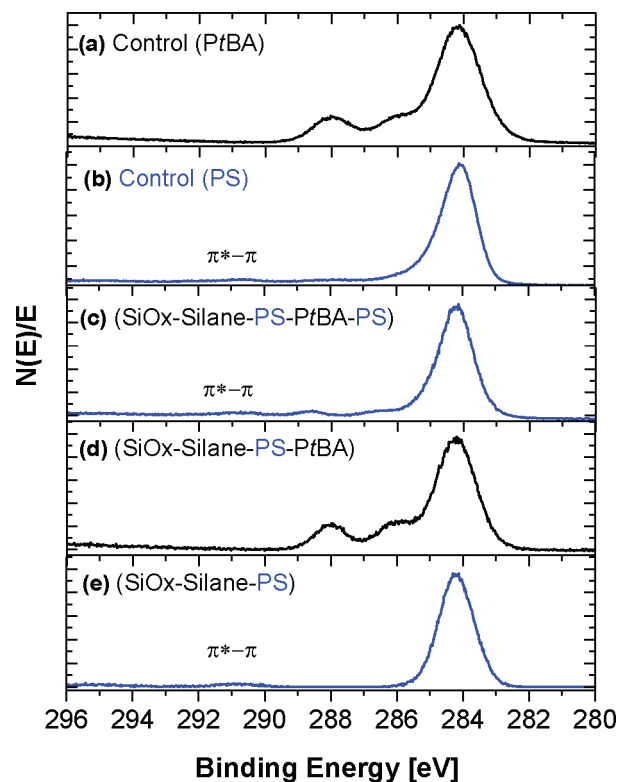 (a) Control (PtBA)
(b) Control (PS)
π*−π
(c) (SiOx-Silane-PS-PtBA-PS)
π*−π
(d) (SiOx-Silane-PS-PtBA)
(e) (SiOx-Silane-PS)
π*−π
N(E)/E
296 294 292 290 288 286 284 282 280
Binding Energy [eV]